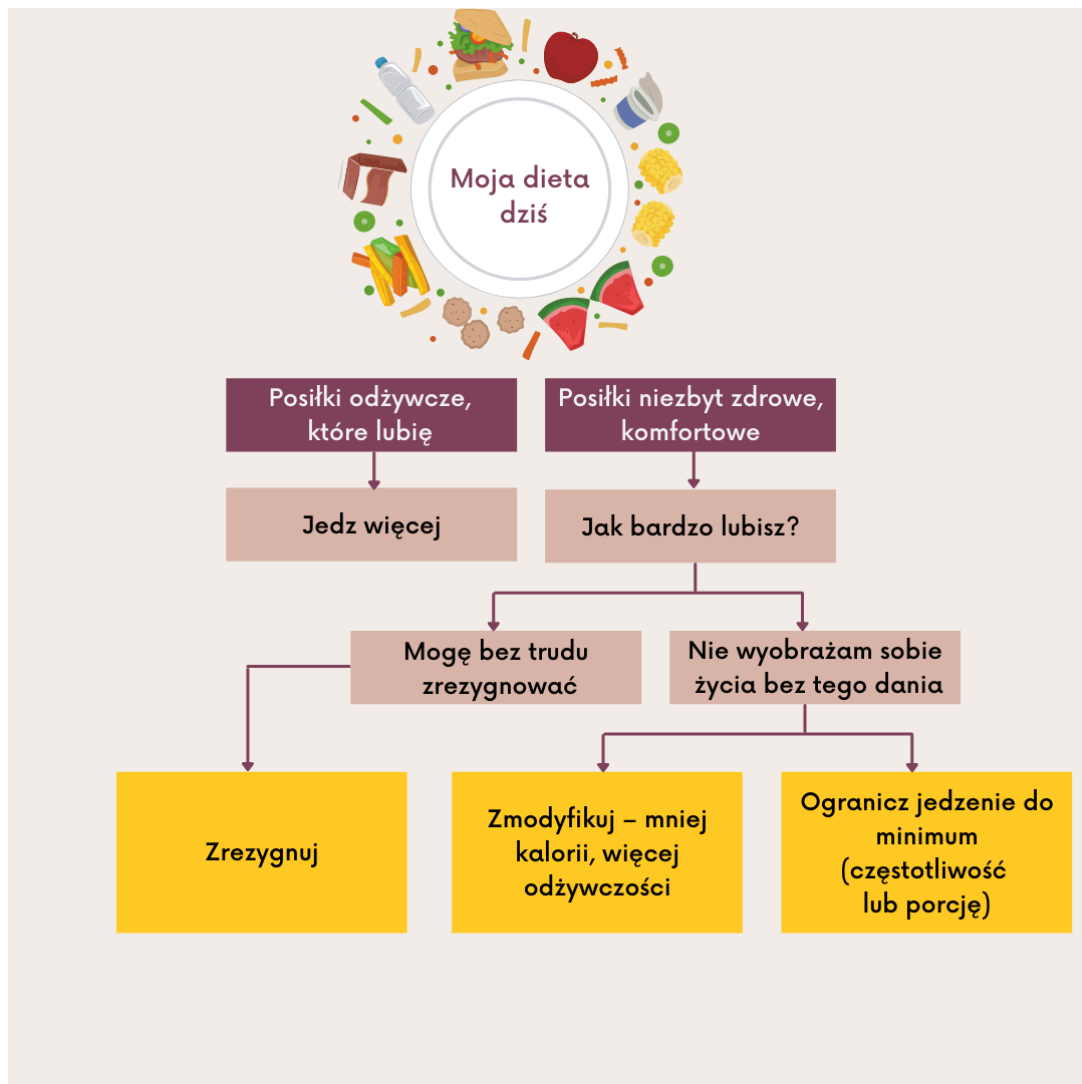 Moja dieta
dziś
Posiłki odżywcze,
które lubię
Posiłki niezbyt zdrowe,
komfortowe
Jedz więcej
Jak bardzo lubisz?
Mogę bez trudu
zrezygnować
Nie wyobrażam sobie
życia bez tego dania
Zrezygnuj
Zmodyfikuj – mniej
kalorii, więcej
odżywczości
Ogranicz jedzenie do
minimum
(częstotliwość
lub porcję)